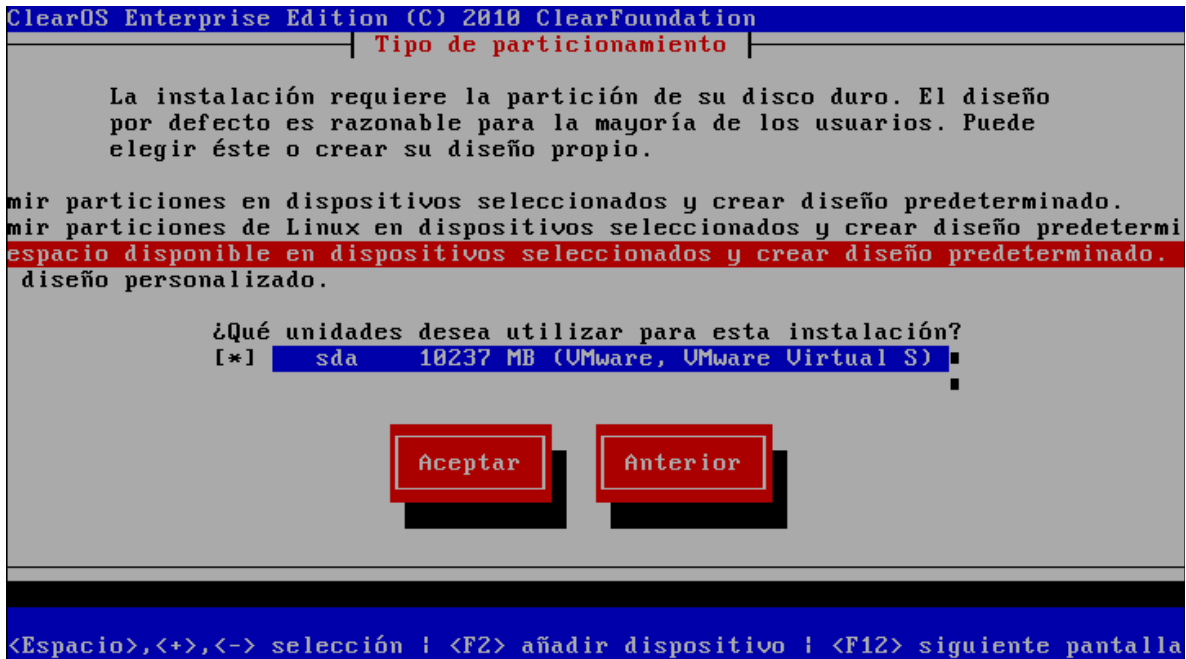 ClearOS Enterprise Edition (C) 2010 ClearFoundation
Tipo de particionamiento
La instalación requiere la partición de su disco duro. El diseño
por defecto es razonable para la mayoría de los usuarios. Puede
elegir éste o crear su diseño propio.
mir particiones en dispositivos seleccionados y crear diseño predeterminado.
mir particiones de Linux en dispositivos seleccionados y crear diseño predetermi
espacio disponible en dispositivos seleccionados y crear diseño predeterminado.
diseño personalizado.
¿Qué unidades desea utilizar para esta instalación?
[*] sda 10237 MB (VMware, VMware Virtual S)
Aceptar Anterior
<Espacio>,<+>,<-> selección | <F2> añadir dispositivo | <F12> siguiente pantalla